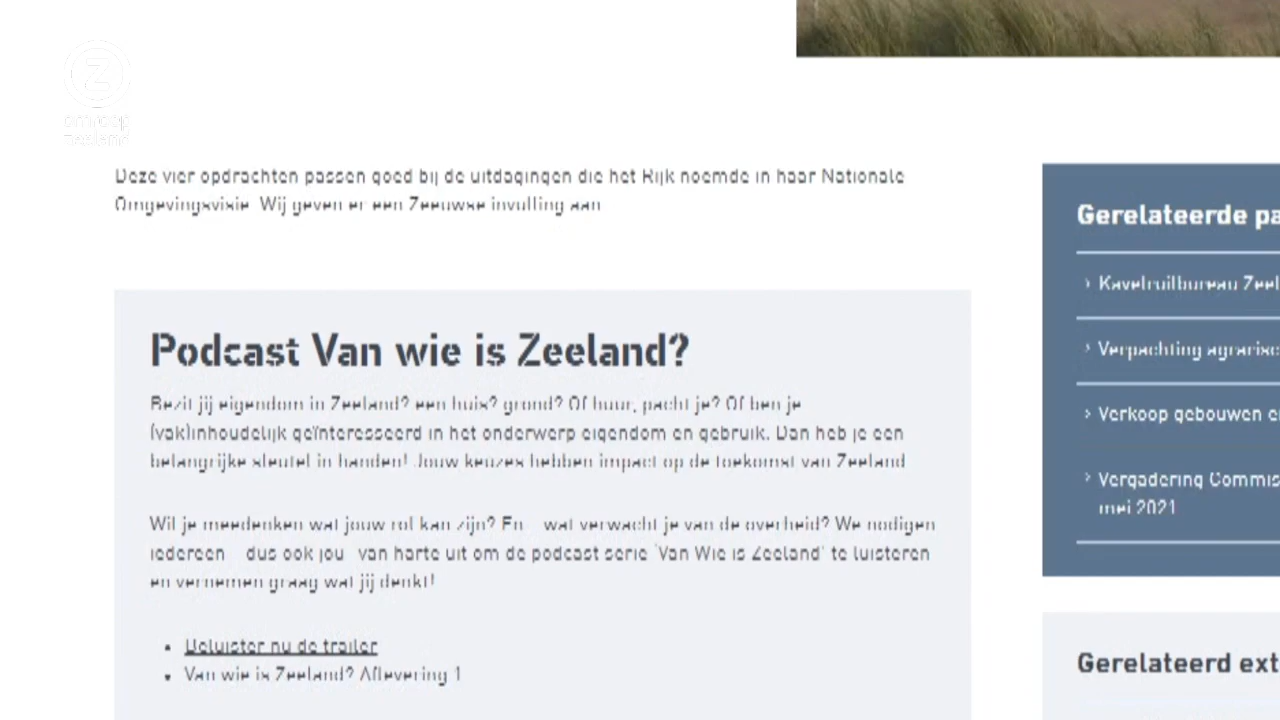 omroep
zeeland
Deze vier opdrachten passen goed bij de uitdagingen die het Rijk noemde in haar Nationale
Omgevingsvisie. Wij geven er een Zeeuwse invulling aan
Podcast Van wie is Zeeland?
Bezit jij eigendom in Zeeland? een huis? grond? Of huur, pacht je? Of ben je
(vak)inhoudelijk geïnteresseerd in het onderwerp eigendom en gebruik. Dan heb je een
belangrijke sleutel in handen! Jouw keuzes hebben impact op de toekomst van Zeeland
Wil je meedenken wat jouw rol kan zijn? En wat verwacht je van de overheid? We nodigen
iedereen – dus ook jou – van harte uit om de podcast serie 'Van Wie is Zeeland' te luisteren
en vernemen graag wat jij denkt!
• Beluister nu de trailer
• Van wie is Zeeland? Aflevering 1
Gerelateerde pa
› Kavelruilbureau Zeel
› Verpachting agrarisc
› Verkoop gebouwen e
› Vergadering Commis
mei 2021
Gerelateerd ext